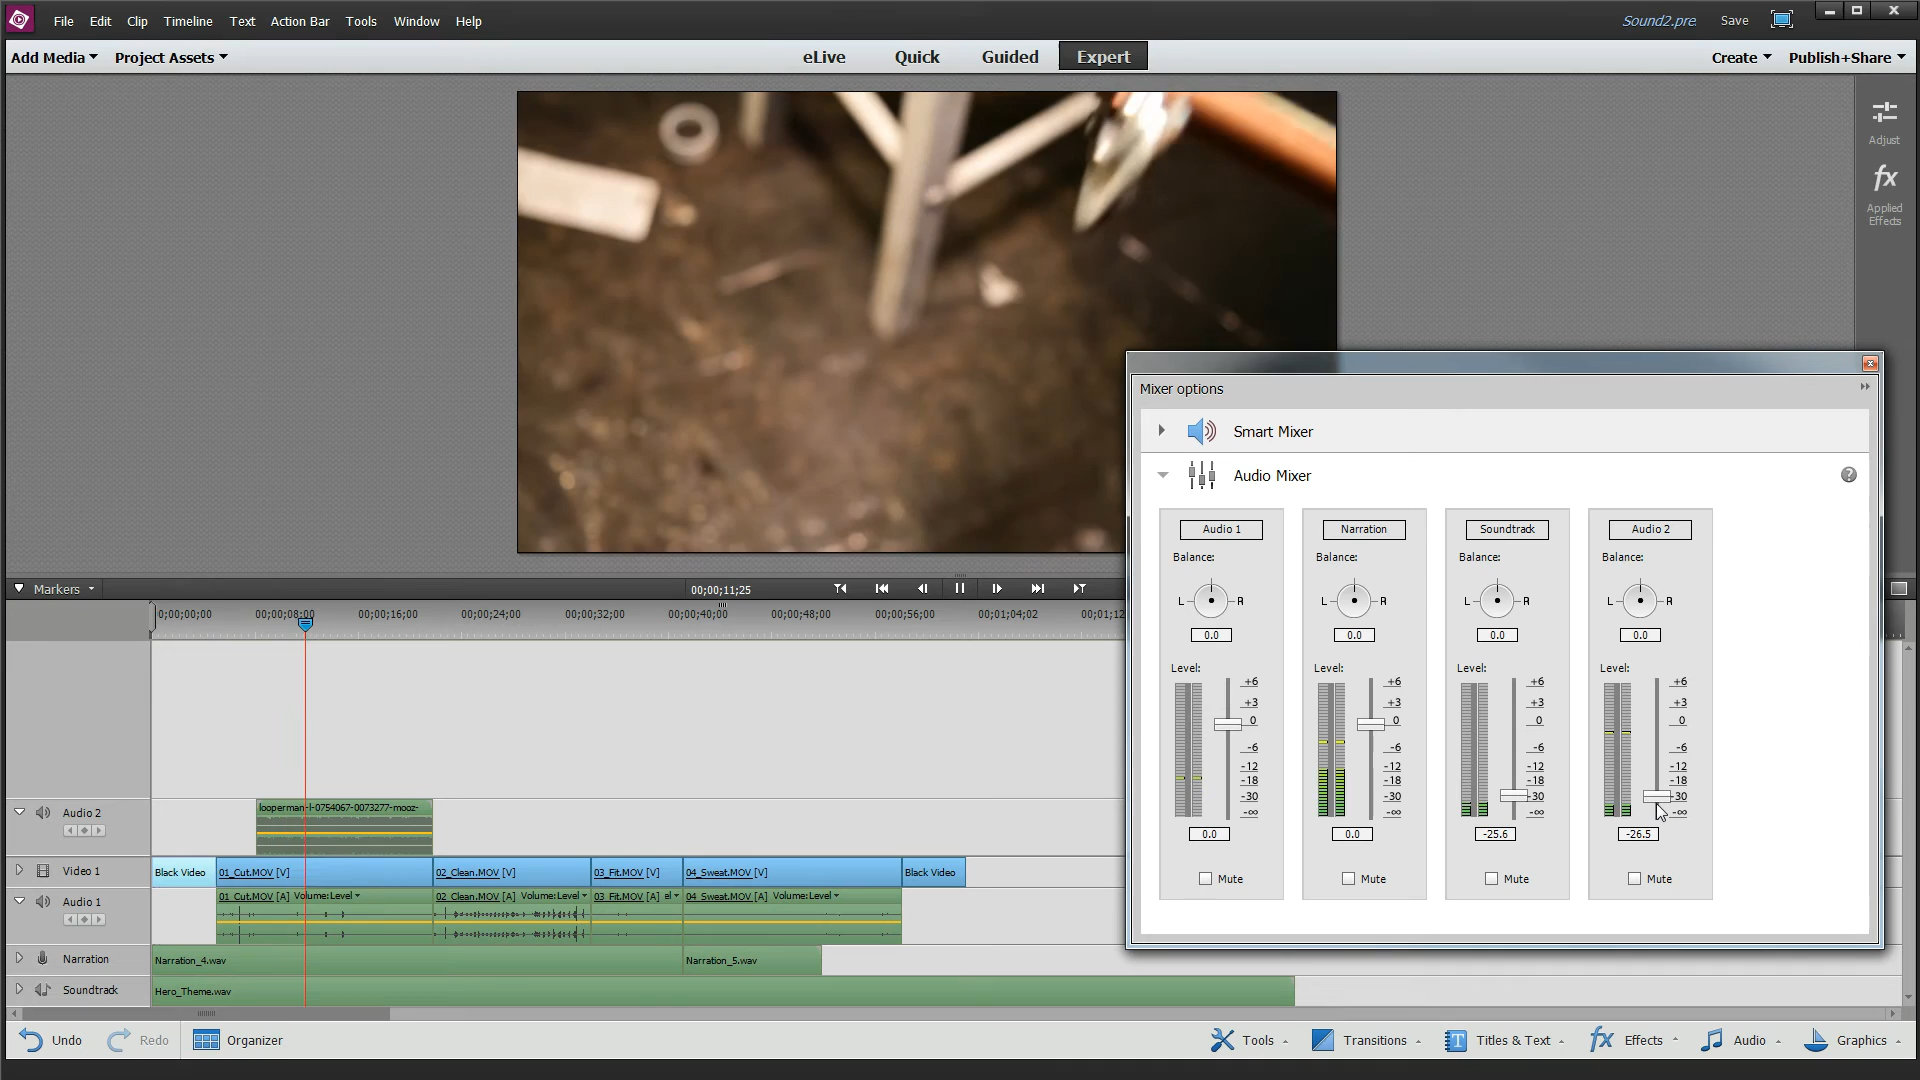 File Edit Clip Timeline Text Action Bar Tools Window Help
Sound2.pre Save
Add Media Project Assets
eLive Quick Guided Expert
Create Publish+Share
Adjust
fx
Applied
Effects
Mixer options
Smart Mixer
Audio Mixer
?
Audio 1 Narration Soundtrack Audio 2
Balance: Balance: Balance: Balance:
L R L R L R L R
0.0 0.0 0.0 0.0
Level: Level: Level: Level:
+6 +6 +6 +6
+3 +3 +3 +3
0 0 0 0
-6 -6 -6 -6
-12 -12 -12 -12
-18 -18 -18 -18
-30 -30 -30 -30
-∞ -∞ -∞ -∞
0.0 0.0 -25.6 -26.5
Mute Mute Mute Mute
Markers
00;00;11;25
0;00;00;00 00;00;08;00 00;00;16;00 00;00;24;00 00;00;32;00 00;00;40;00 00;00;48;00 00;00;56;00 00;01;04;02 00;01;12
Audio 2
looperman-l-0754067-0073277-mooz-
Video 1
Black Video 01_Cut.MOV [V] 02_Clean.MOV [V] 03_Fit.MOV [V] 04_Sweat.MOV [V] Black Video
Audio 1
01_Cut.MOV [A] Volume:Level 02_Clean.MOV [A] Volume:Level 03_Fit.MOV [A] el 04_Sweat.MOV [A] Volume:Level
Narration
Narration_4.wav Narration_5.wav
Soundtrack
Hero_Theme.wav
Undo Redo Organizer
Tools Transitions T Titles & Text fx Effects Audio Graphics